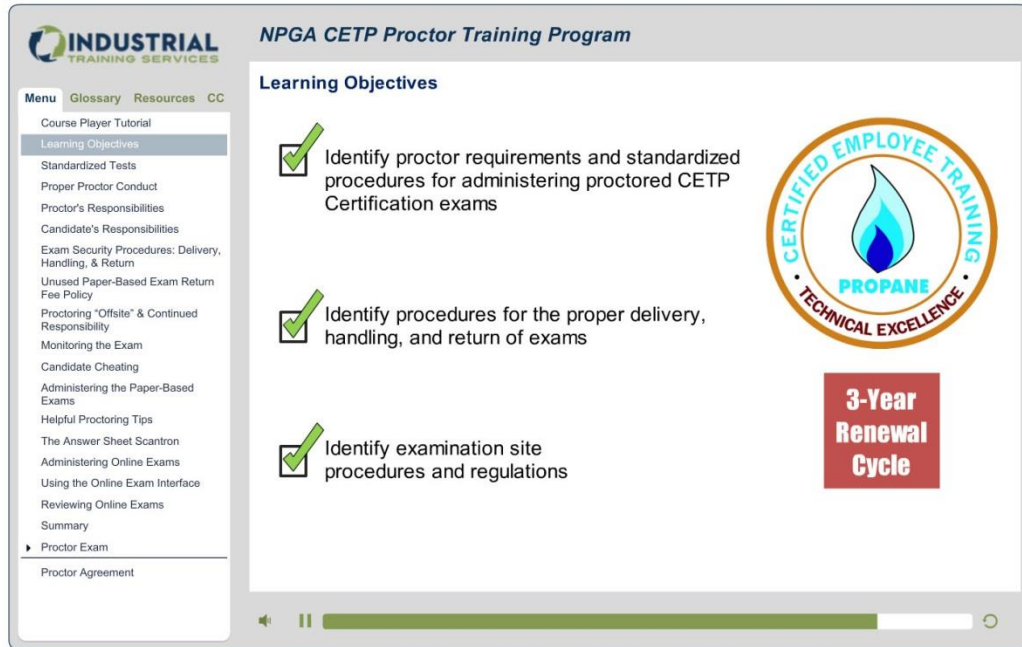 INDUSTRIAL
TRAINING SERVICES
NPGA CETP Proctor Training Program
Menu Glossary Resources CC
Course Player Tutorial
Learning Objectives
Standardized Tests
Proper Proctor Conduct
Proctor's Responsibilities
Candidate's Responsibilities
Exam Security Procedures: Delivery,
Handling, & Return
Unused Paper-Based Exam Return
Fee Policy
Proctoring "Offsite" & Continued
Responsibility
Monitoring the Exam
Candidate Cheating
Administering the Paper-Based
Exams
Helpful Proctoring Tips
The Answer Sheet Scantron
Administering Online Exams
Using the Online Exam Interface
Reviewing Online Exams
Summary
Proctor Exam
Proctor Agreement
Learning Objectives
Identify proctor requirements and standardized
procedures for administering proctored CETP
Certification exams
Identify procedures for the proper delivery,
handling, and return of exams
Identify examination site
procedures and regulations
CERTIFIED EMPLOYEE TRAINING
PROPANE
• TECHNICAL EXCELLENCE •
3-Year
Renewal
Cycle